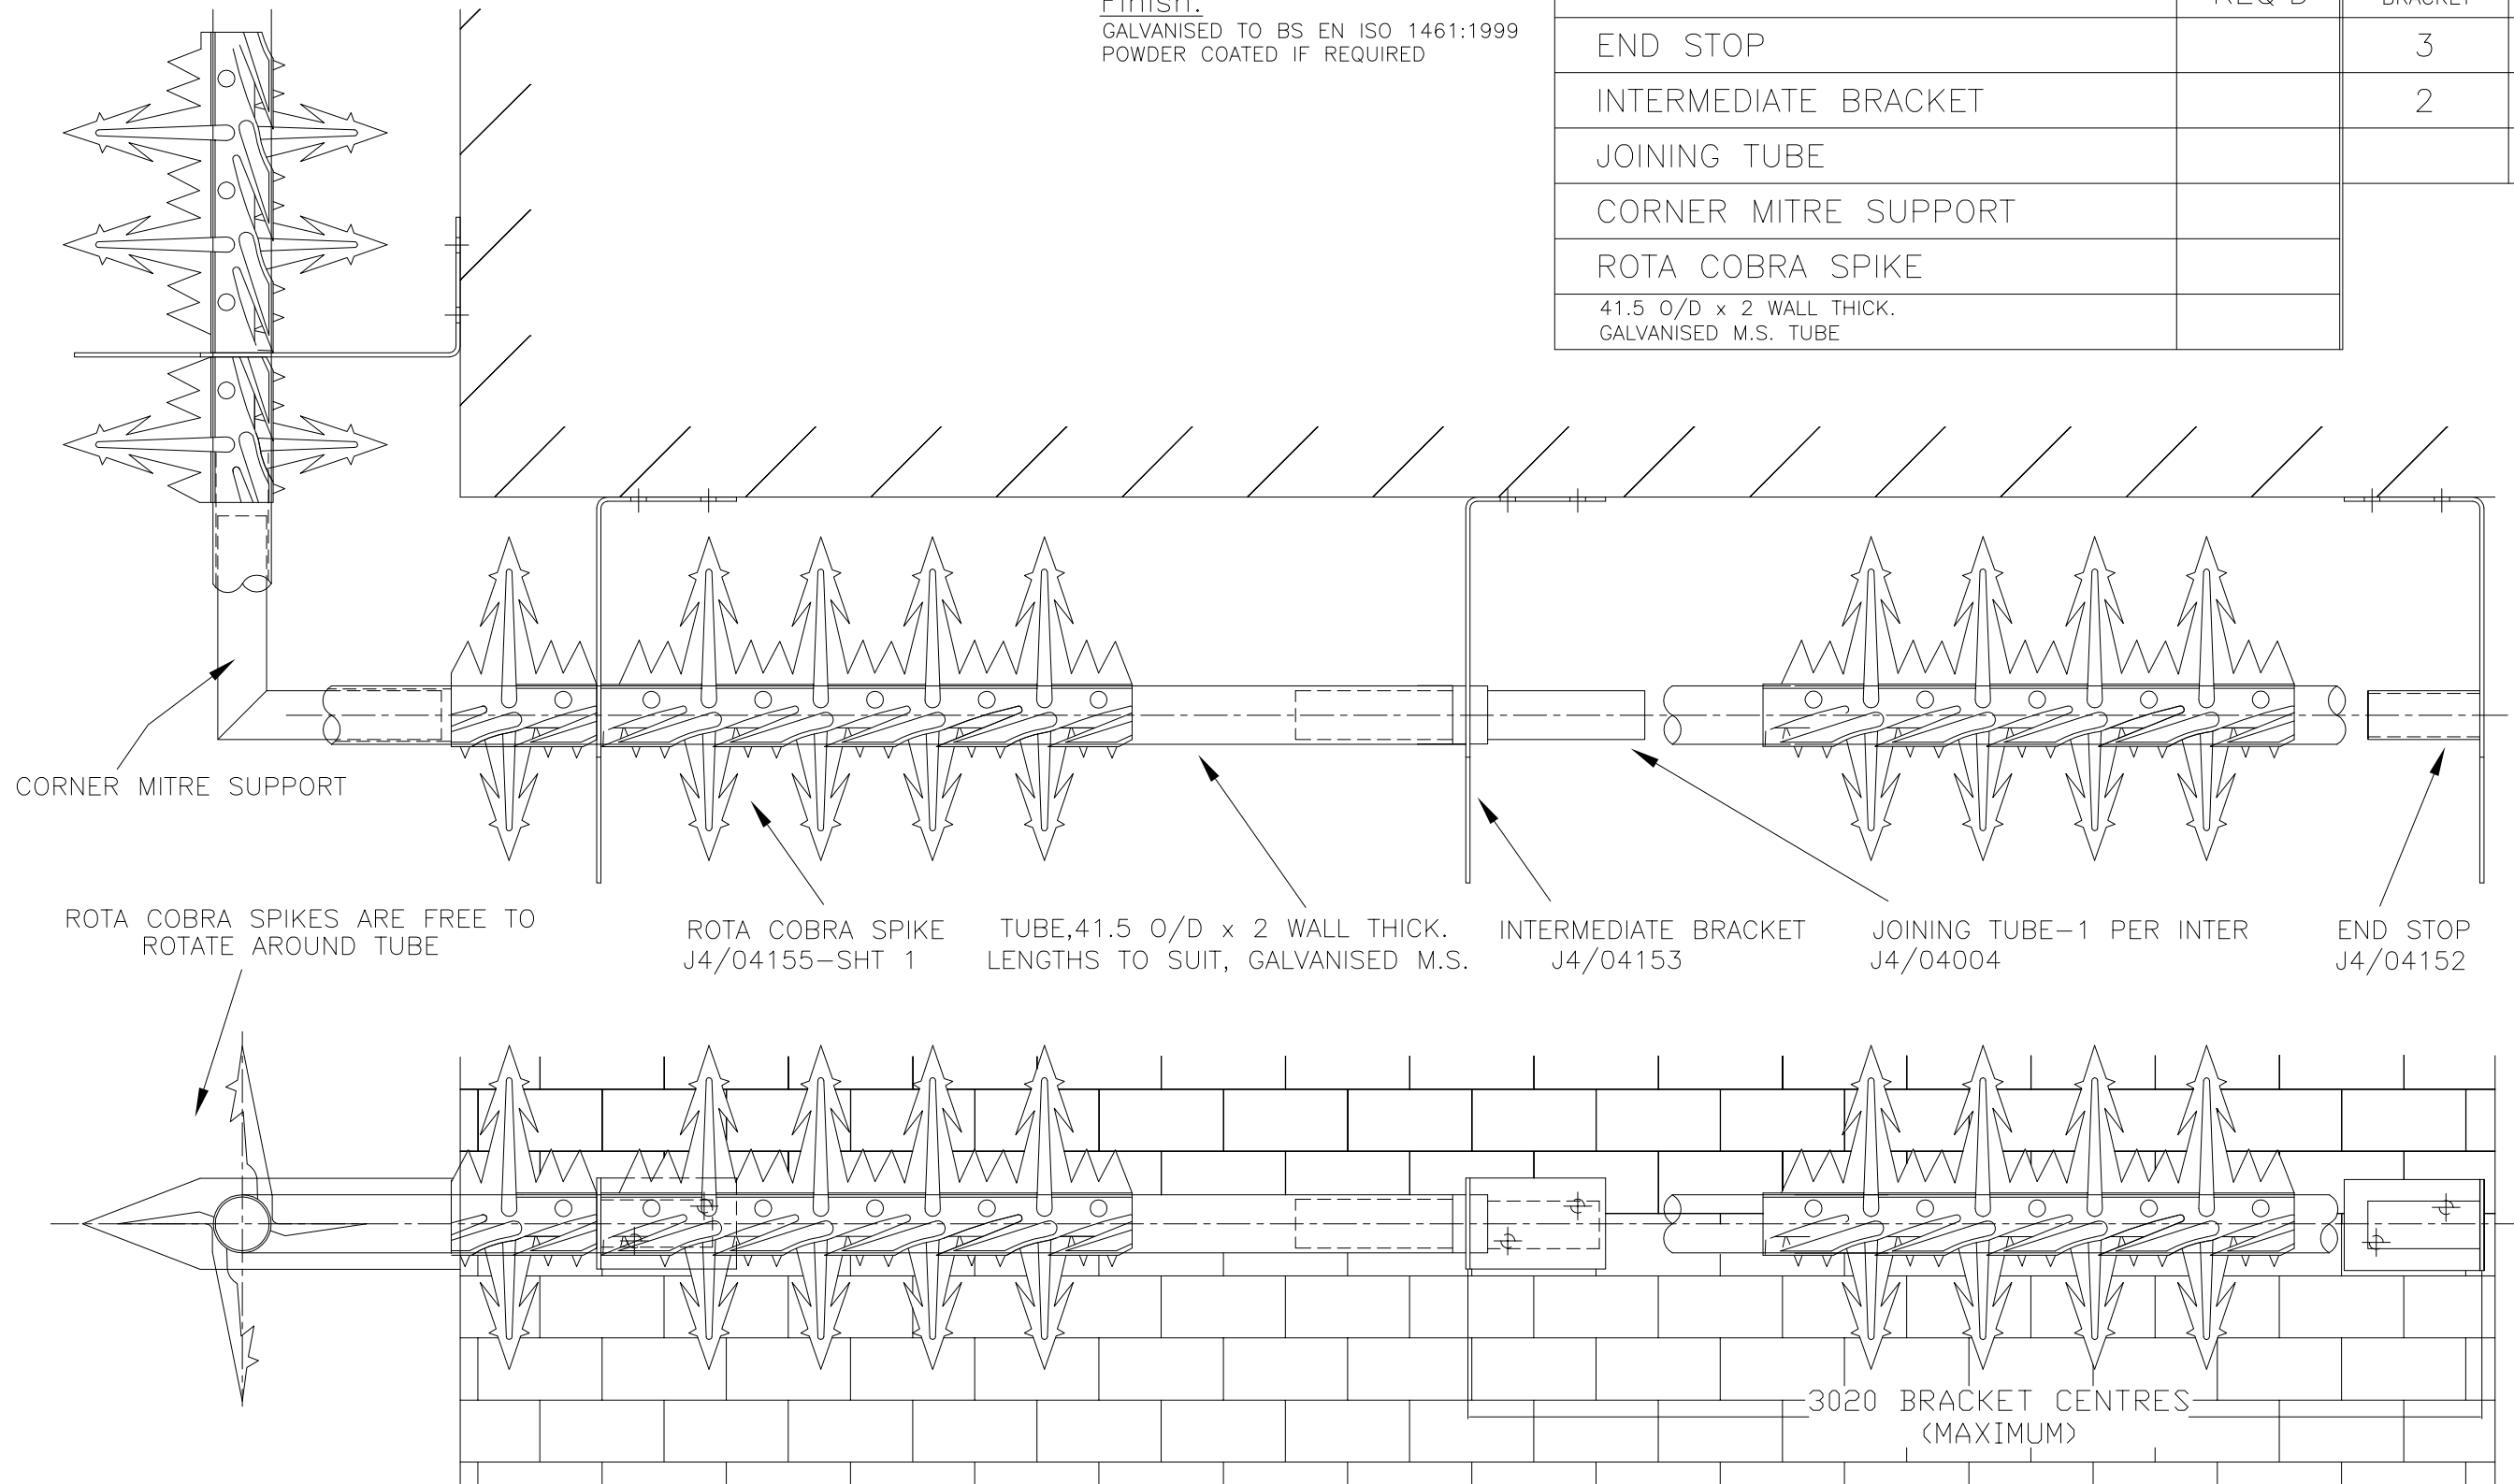 Finish:
GALVANISED TO BS EN ISO 1461:1999
POWDER COATED IF REQUIRED
REQ'D
BRACKET
END STOP
3
INTERMEDIATE BRACKET
2
JOINING TUBE
CORNER MITRE SUPPORT
ROTA COBRA SPIKE
41.5 O/D x 2 WALL THICK.
GALVANISED M.S. TUBE
CORNER MITRE SUPPORT
ROTA COBRA SPIKES ARE FREE TO
ROTATE AROUND TUBE
ROTA COBRA SPIKE
J4/04155-SHT 1
TUBE,41.5 O/D x 2 WALL THICK.
LENGTHS TO SUIT, GALVANISED M.S.
INTERMEDIATE BRACKET
J4/04153
JOINING TUBE-1 PER INTER
J4/04004
END STOP
J4/04152
3020 BRACKET CENTRES
(MAXIMUM)